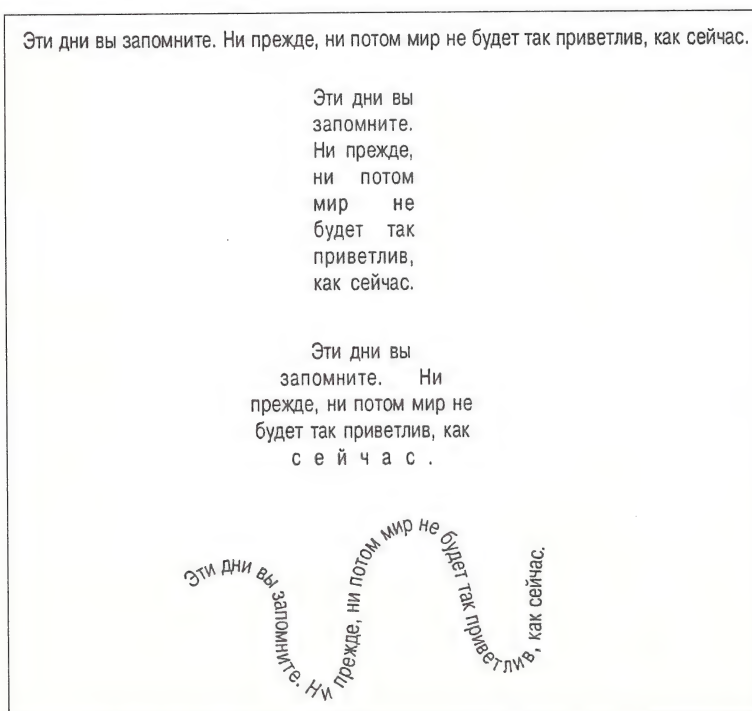 Эти дни вы запомните. Ни прежде, ни потом мир не будет так приветлив, как сейчас.
Эти дни вы
запомните.
Ни прежде,
ни потом
мир не
будет так
приветлив,
как сейчас.
Эти дни вы
запомните. Ни
прежде, ни потом мир не
будет так приветлив, как
сейчас.
Эти дни вы запомните. Ни прежде, ни потом мир не будет так приветлив, как сейчас.